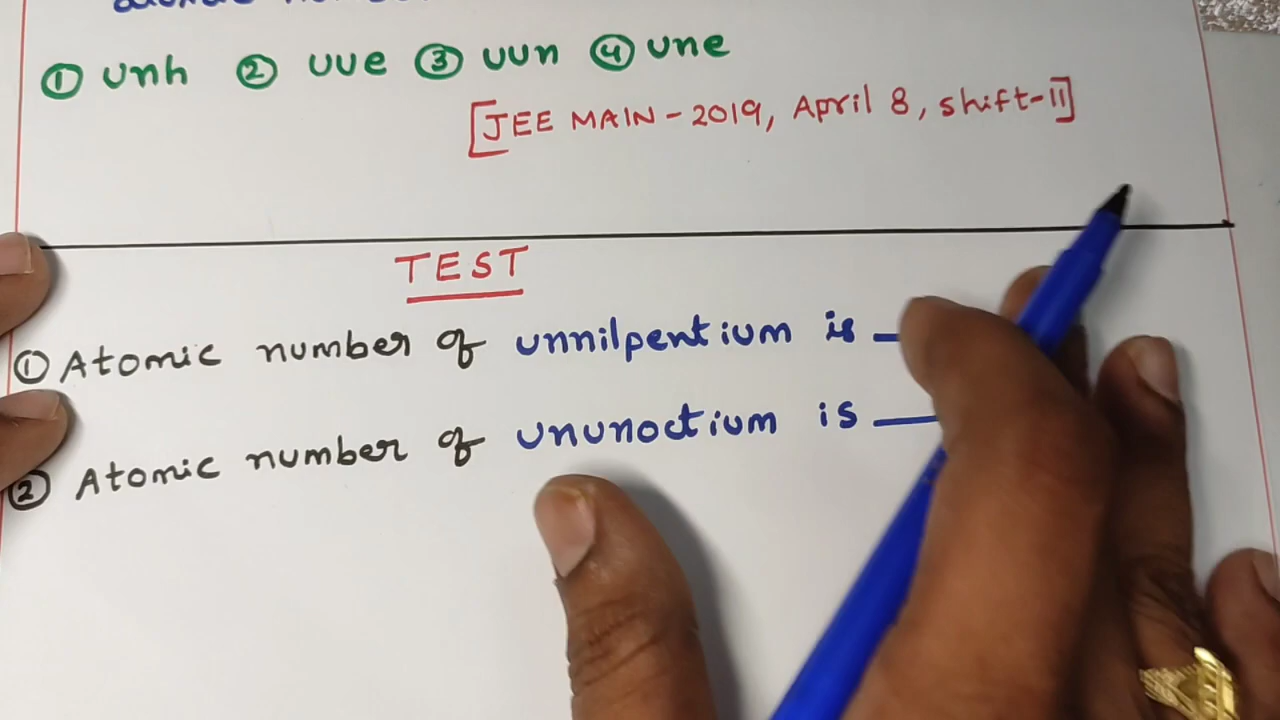 ① unh ② uue ③ uun ④ une
[JEE MAIN - 2019, April 8, shift-II]
TEST
① Atomic number of unnilpentium is
② Atomic number of ununoctium is